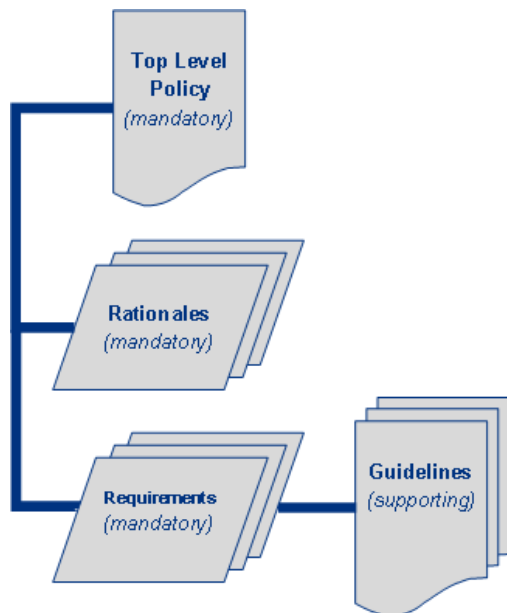 Top Level
Policy
(mandatory)
Rationales
(mandatory)
Requirements
(mandatory)
Guidelines
(supporting)